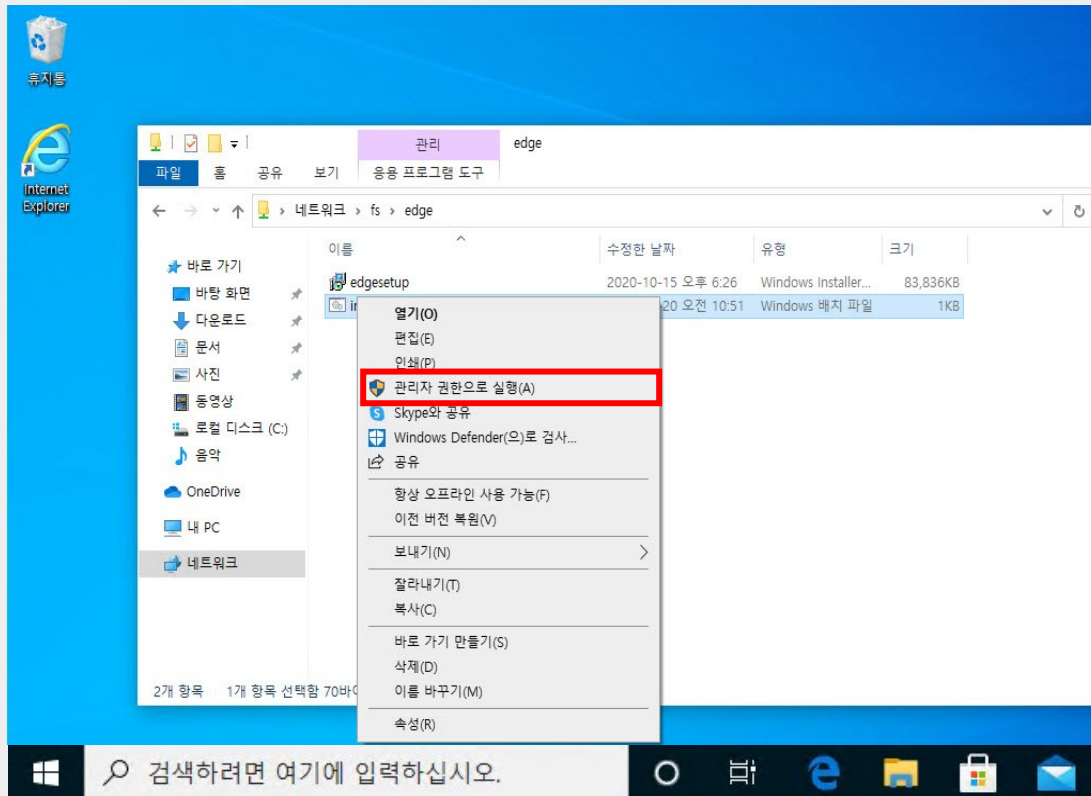 휴지통
Internet
Explorer
관리
edge
파일
홈
공유
보기
응용 프로그램 도구
네트워크 › fs › edge
이름
수정한 날짜
유형
크기
바로 가기
바탕 화면
다운로드
문서
사진
동영상
로컬 디스크 (C:)
음악
OneDrive
내 PC
네트워크
edgesetup
2020-10-15 오후 6:26
Windows Installer...
83,836KB
20 오전 10:51
Windows 배치 파일
1KB
열기(O)
편집(E)
인쇄(P)
관리자 권한으로 실행(A)
Skype와 공유
Windows Defender(으)로 검사...
공유
항상 오프라인 사용 가능(F)
이전 버전 복원(V)
보내기(N)
잘라내기(T)
복사(C)
바로 가기 만들기(S)
삭제(D)
이름 바꾸기(M)
속성(R)
2개 항목
1개 항목 선택함 70바이
검색하려면 여기에 입력하십시오.